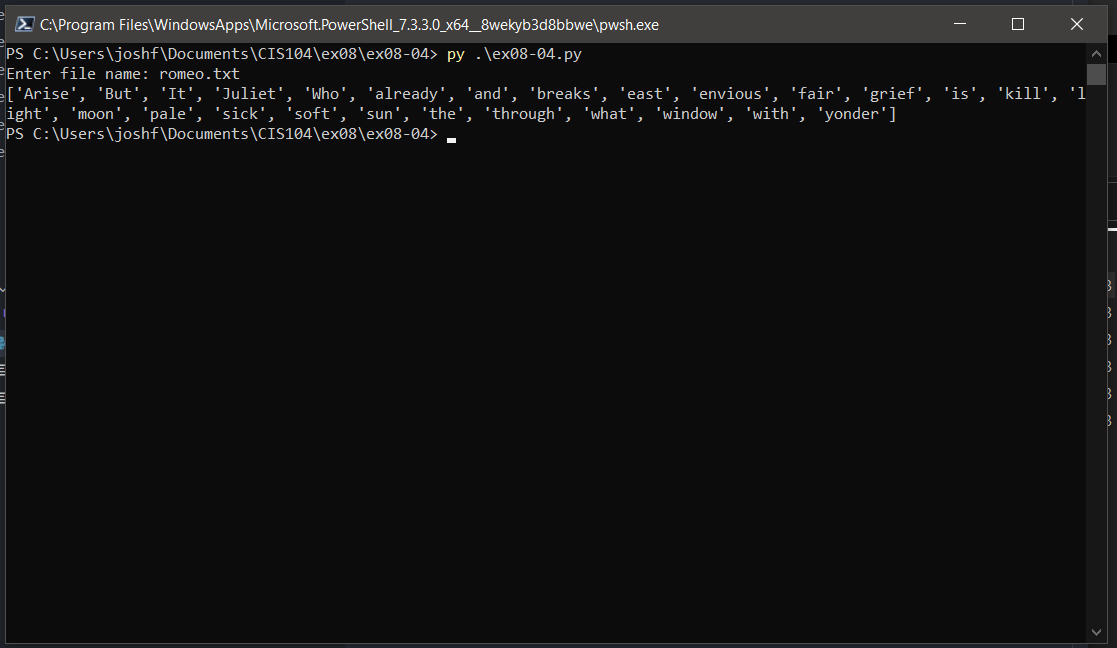 C:\Program Files\WindowsApps\Microsoft.PowerShell_7.3.3.0_x64__8wekyb3d8bbwe\pwsh.exe
PS C:\Users\joshf\Documents\CIS104\ex08\ex08-04> py .\ex08-04.py
Enter file name: romeo.txt
['Arise', 'But', 'It', 'Juliet', 'Who', 'already', 'and', 'breaks', 'east', 'envious', 'fair', 'grief', 'is', 'kill', 'l
ight', 'moon', 'pale', 'sick', 'soft', 'sun', 'the', 'through', 'what', 'window', 'with', 'yonder']
PS C:\Users\joshf\Documents\CIS104\ex08\ex08-04>